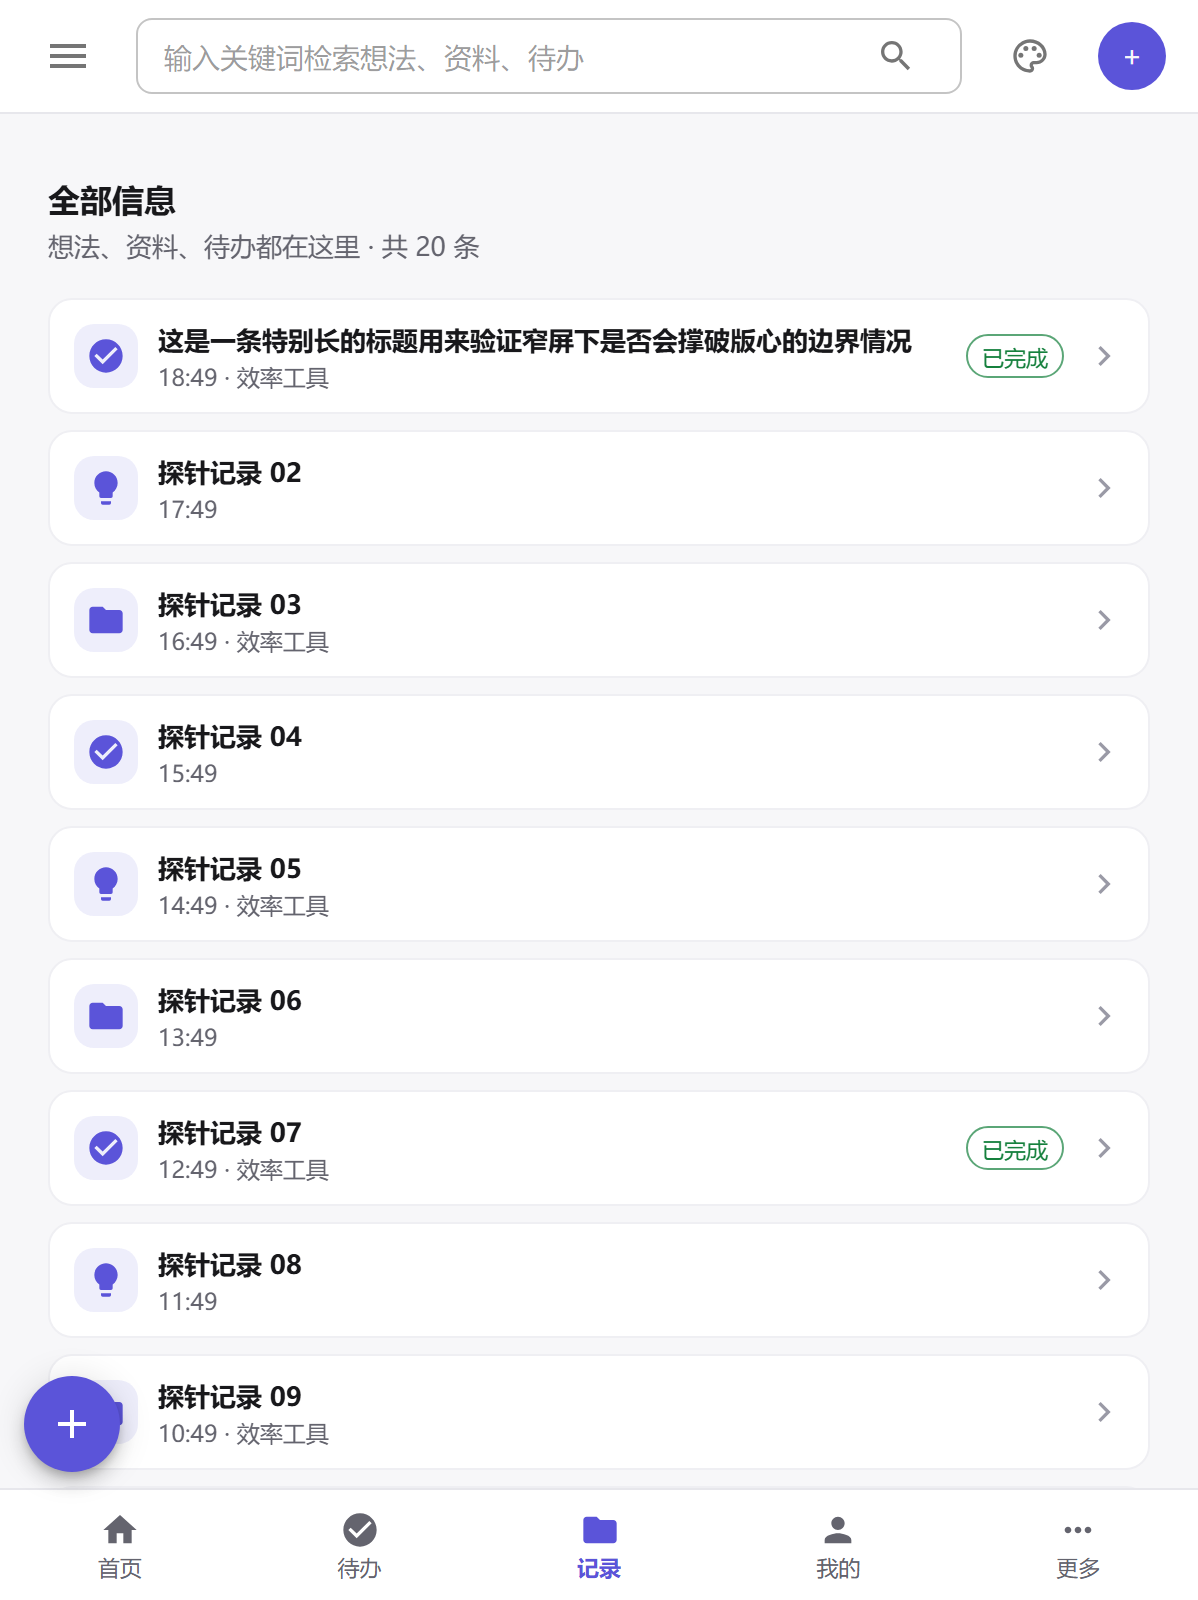 输入关键词检索想法、资料、待办
+
全部信息
想法、资料、待办都在这里 · 共 20 条
这是一条特别长的标题用来验证窄屏下是否会撑破版心的边界情况
18:49 · 效率工具
已完成
探针记录 02
17:49
探针记录 03
16:49 · 效率工具
探针记录 04
15:49
探针记录 05
14:49 · 效率工具
探针记录 06
13:49
探针记录 07
12:49 · 效率工具
已完成
探针记录 08
11:49
探针记录 09
10:49 · 效率工具
首页
待办
记录
我的
更多